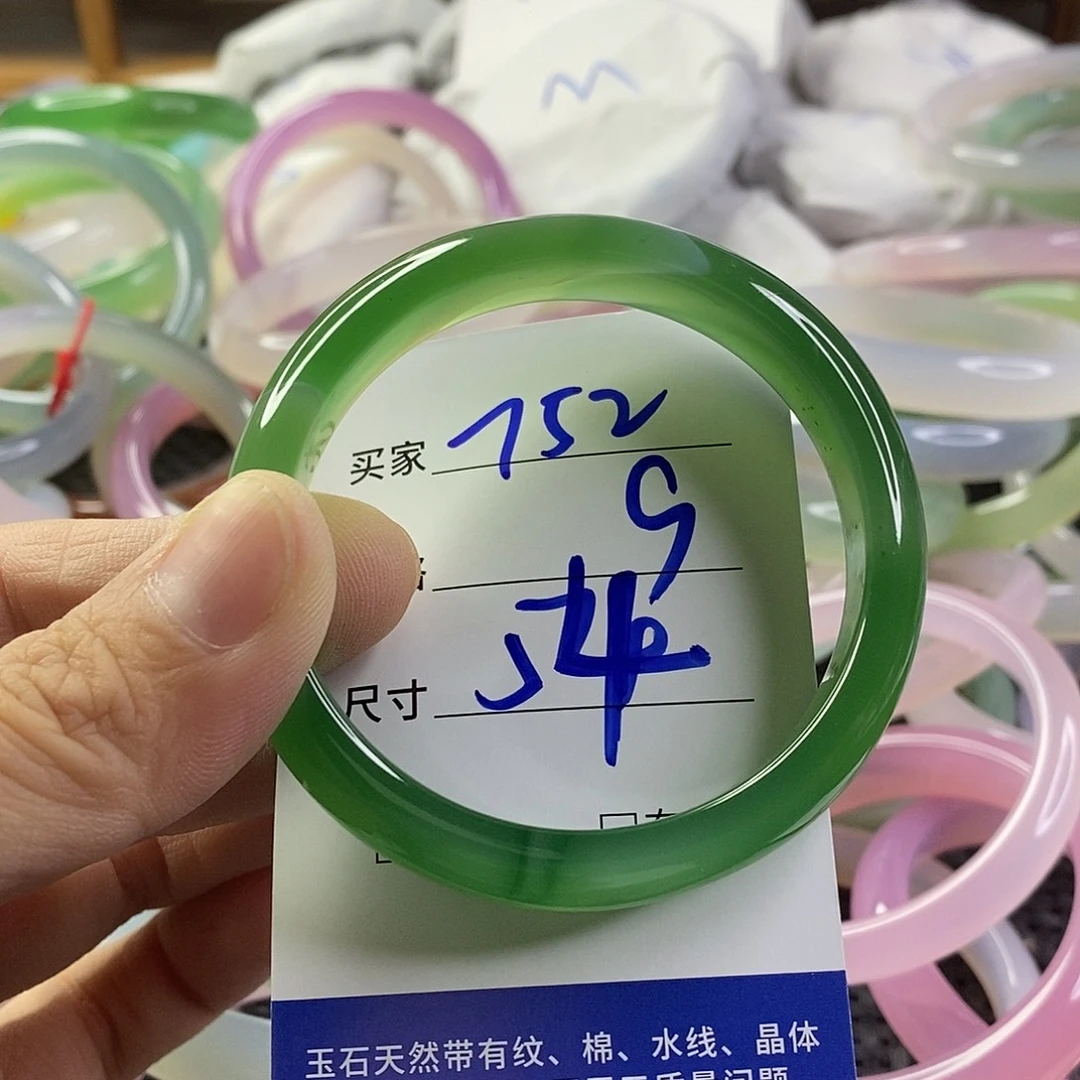 m
买家 752
格 9
尺寸 54
玉石天然带有纹、棉、水线、晶体